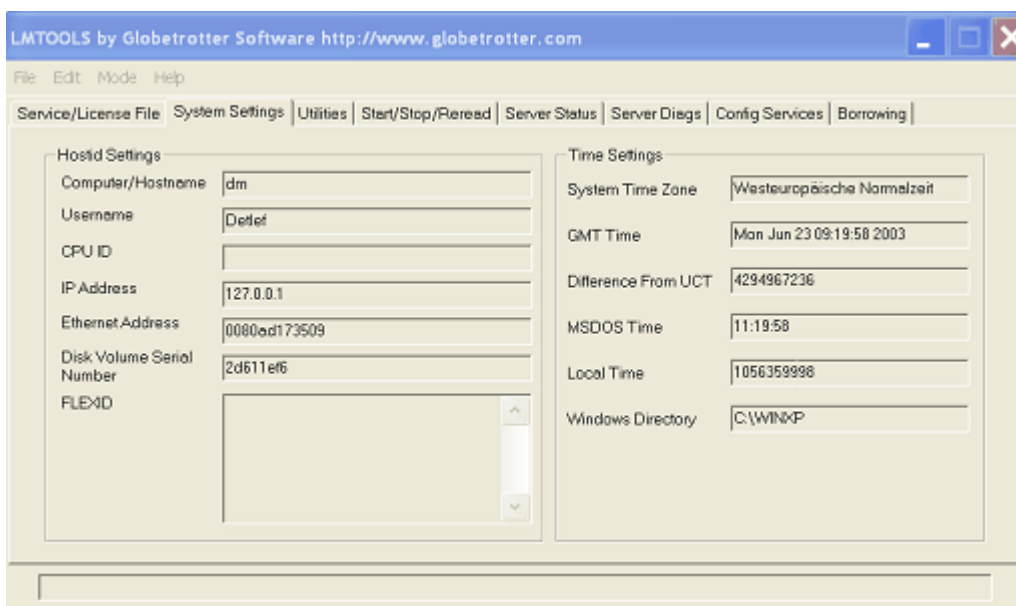 LMTOOLS by Globetrotter Software http://www.globetrotter.com
File Edit Mode Help
Service/License File System Settings Utilities Start/Stop/Reread Server Status Server Diags Config Services Borrowing
Hostid Settings
Computer/Hostname dm
Username Detlef
CPU ID
IP Address 127.0.0.1
Ethernet Address 0080ad173509
Disk Volume Serial
Number 2d611ef6
FLEXID
Time Settings
System Time Zone Westeuropäische Normalzeit
GMT Time Mon Jun 23 09:19:58 2003
Difference From UCT 4294967236
MSDOS Time 11:19:58
Local Time 1056359998
Windows Directory C:\WINXP